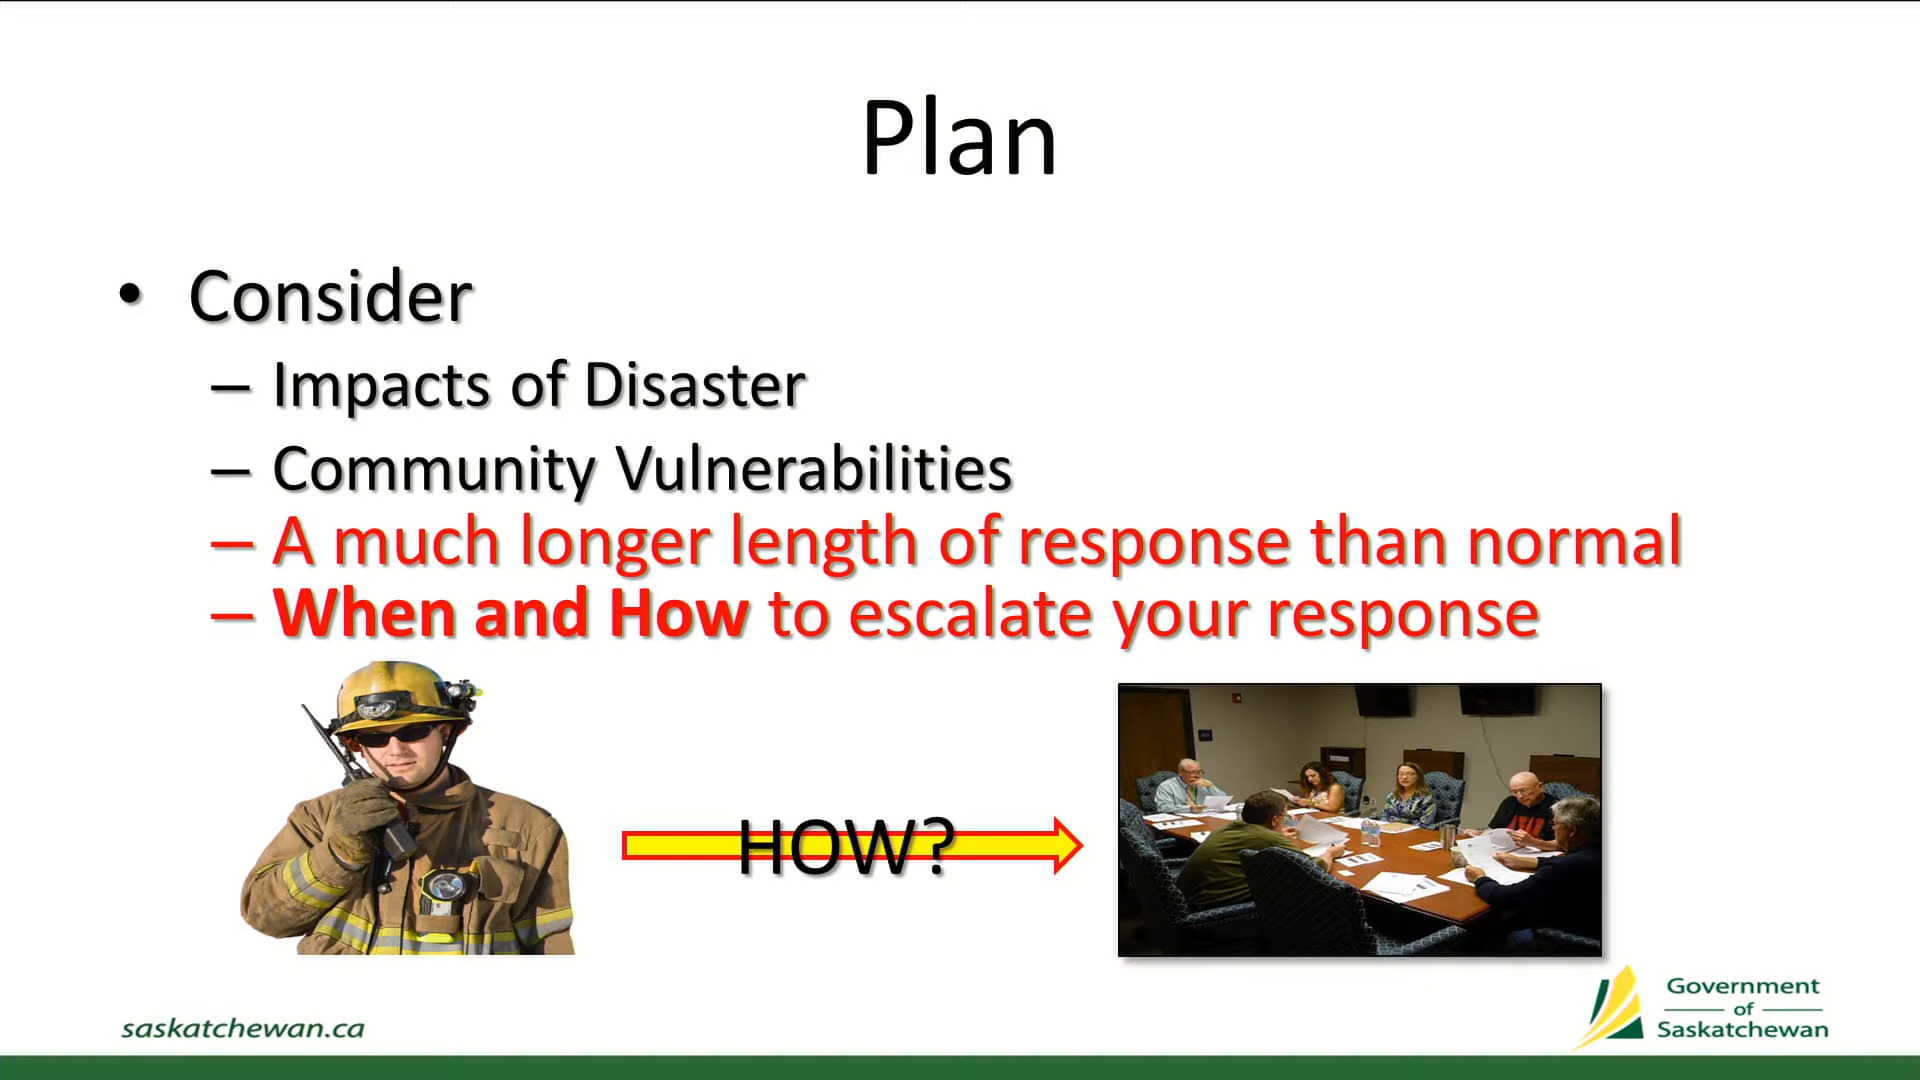 Plan
• Consider
– Impacts of Disaster
– Community Vulnerabilities
– A much longer length of response than normal
– When and How to escalate your response
HOW?
saskatchewan.ca
Government
of
Saskatchewan